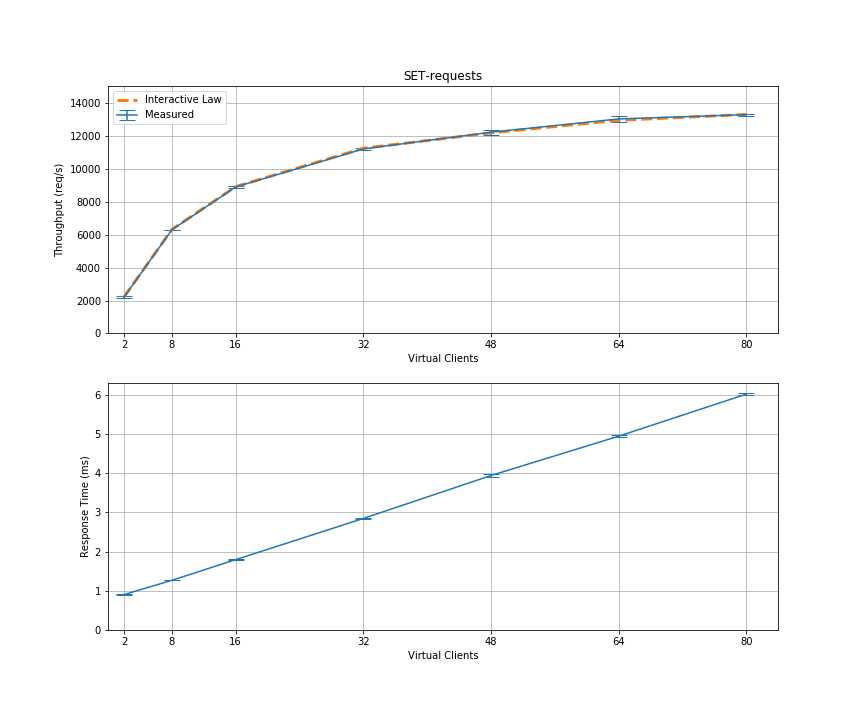 SET-requests
Interactive Law
Measured
14000
12000
10000
8000
6000
4000
2000
0
Throughput (req/s)
2 8 16 32 48 64 80
Virtual Clients
6
5
4
3
2
1
0
Response Time (ms)
2 8 16 32 48 64 80
Virtual Clients